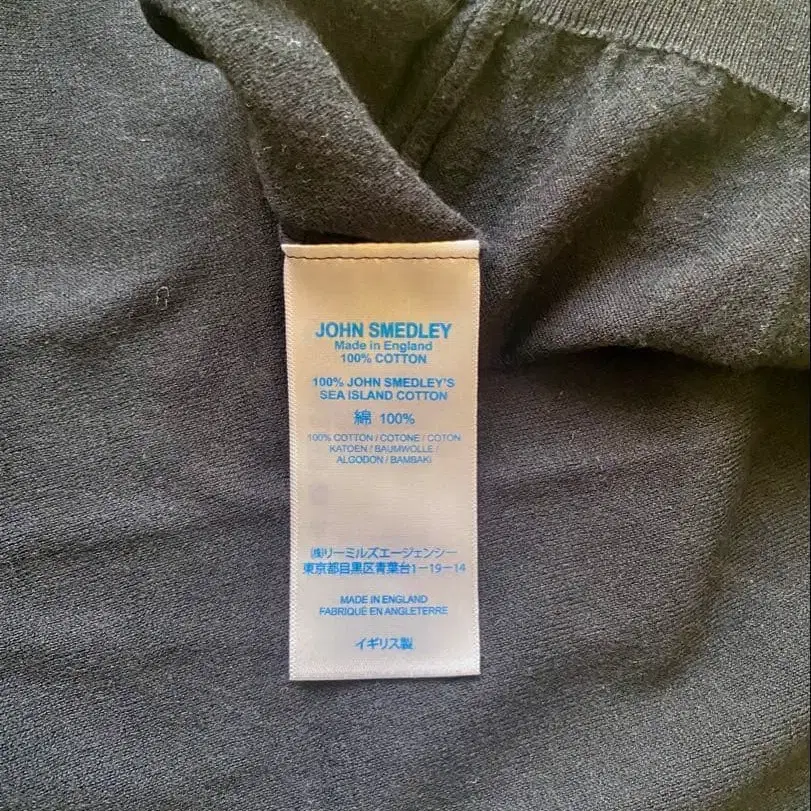 JOHN SMEDLEY
Made in England
100% COTTON
100% JOHN SMEDLEY'S
SEA ISLAND COTTON
綿 100%
100% COTTON / COTONE / COTON
KATOEN / BAUMWOLLE /
ALGODON / BAMBAKI
㈱リーミルズエージェンシー
東京都目黒区青葉台1－19－14
MADE IN ENGLAND
FABRIQUÉ EN ANGLETERRE
イギリス製